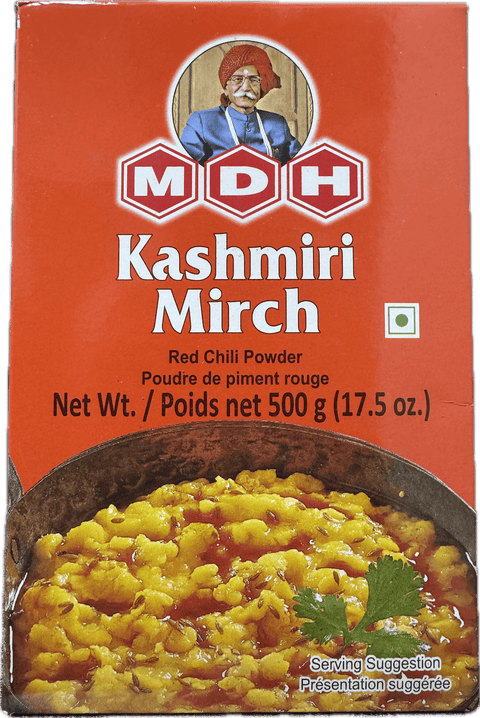 MDH
Kashmiri
Mirch
Red Chili Powder
Poudre de piment rouge
Net Wt. / Poids net 500 g (17.5 oz.)
Serving Suggestion
Présentation suggérée